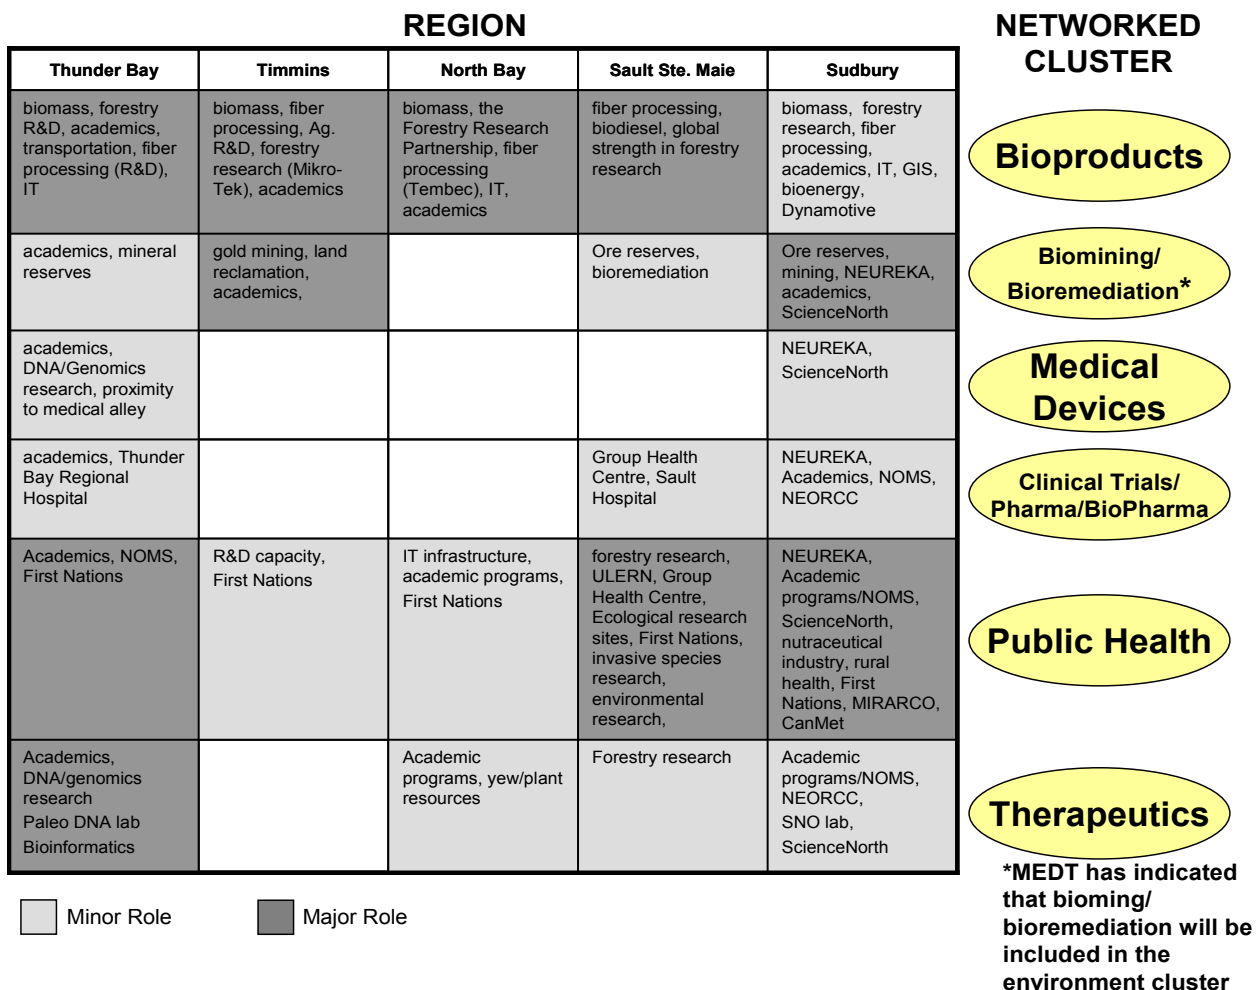 REGION
NETWORKED
CLUSTER
Thunder Bay
Timmins
North Bay
Sault Ste. Maie
Sudbury
biomass, forestry
R&D, academics,
transportation, fiber
processing (R&D),
IT
biomass, fiber
processing, Ag.
R&D, forestry
research (Mikro-
Tek), academics
biomass, the
Forestry Research
Partnership, fiber
processing
(Tembec), IT,
academics
fiber processing,
biodiesel, global
strength in forestry
research
biomass, forestry
research, fiber
processing,
academics, IT, GIS,
bioenergy,
Dynamotive
Bioproducts
academics, mineral
reserves
gold mining, land
reclamation,
academics,
Ore reserves,
bioremediation
Ore reserves,
mining, NEUREKA,
academics,
ScienceNorth
Biomining/
Bioremediation*
academics,
DNA/Genomics
research, proximity
to medical alley
NEUREKA,
ScienceNorth
Medical
Devices
academics, Thunder
Bay Regional
Hospital
Group Health
Centre, Sault
Hospital
NEUREKA,
Academics, NOMS,
NEORCC
Clinical Trials/
Pharma/BioPharma
Academics, NOMS,
First Nations
R&D capacity,
First Nations
IT infrastructure,
academic programs,
First Nations
forestry research,
ULERN, Group
Health Centre,
Ecological research
sites, First Nations,
invasive species
research,
environmental
research,
NEUREKA,
Academic
programs/NOMS,
ScienceNorth,
nutraceutical
industry, rural
health, First
Nations, MIRARCO,
CanMet
Public Health
Academics,
DNA/genomics
research
Paleo DNA lab
Bioinformatics
Academic
programs, yew/plant
resources
Forestry research
Academic
programs/NOMS,
NEORCC,
SNO lab,
ScienceNorth
Therapeutics
*MEDT has indicated
that bioming/
bioremediation will be
included in the
environment cluster
Minor Role
Major Role